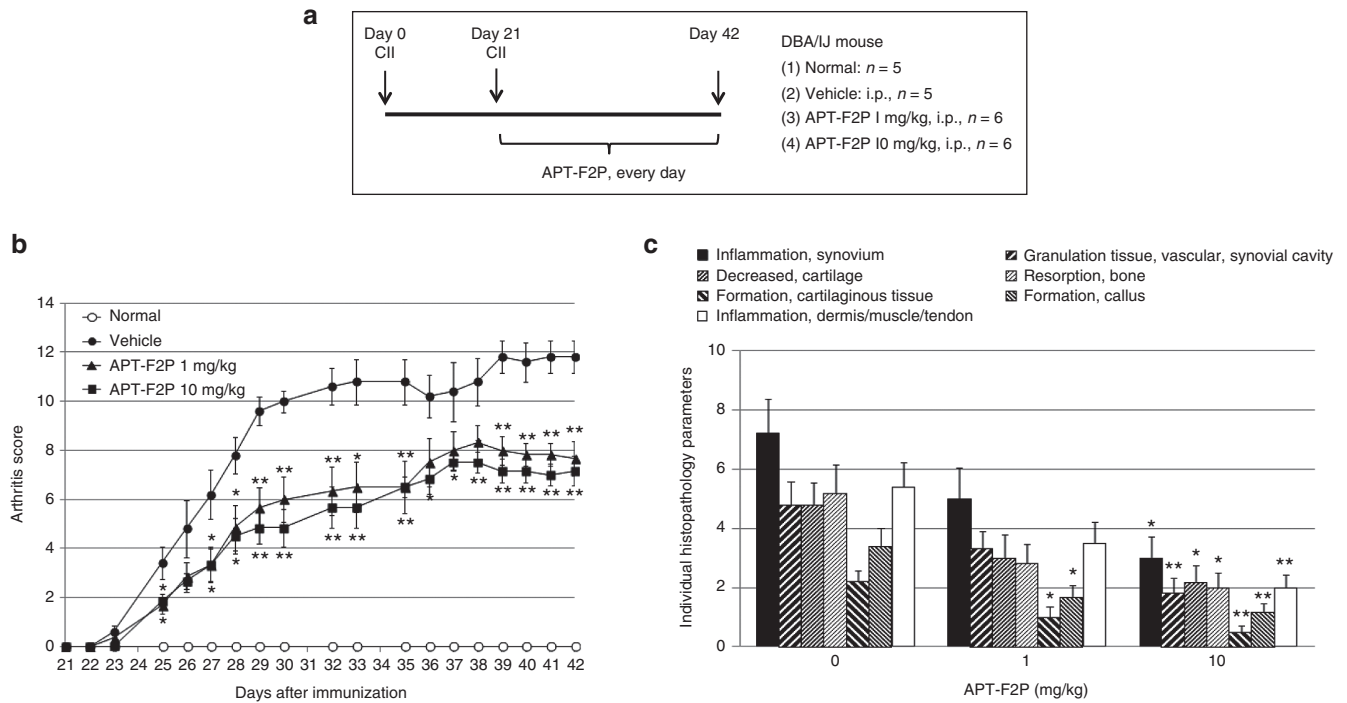 a
Day 0
CII
Day 21
CII
Day 42
APT-F2P, every day
DBA/IJ mouse
(1) Normal: n = 5
(2) Vehicle: i.p., n = 5
(3) APT-F2P I mg/kg, i.p., n = 6
(4) APT-F2P I0 mg/kg, i.p., n = 6
b
Normal
Vehicle
APT-F2P 1 mg/kg
APT-F2P 10 mg/kg
Arthritis score
14
12
10
8
6
4
2
0
21 22 23 24 25 26 27 28 29 30 31 32 33 34 35 36 37 38 39 40 41 42
Days after immunization
c
Inflammation, synovium
Granulation tissue, vascular, synovial cavity
Decreased, cartilage
Resorption, bone
Formation, cartilaginous tissue
Formation, callus
Inflammation, dermis/muscle/tendon
Individual histopathology parameters
10
8
6
4
2
0
0 1 10
APT-F2P (mg/kg)